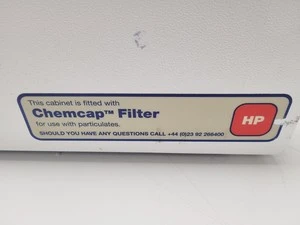 This cabinet is fitted with
Chemcap™ Filter
for use with particulates.
SHOULD YOU HAVE ANY QUESTIONS CALL +44 (0)23 92 266400
HP